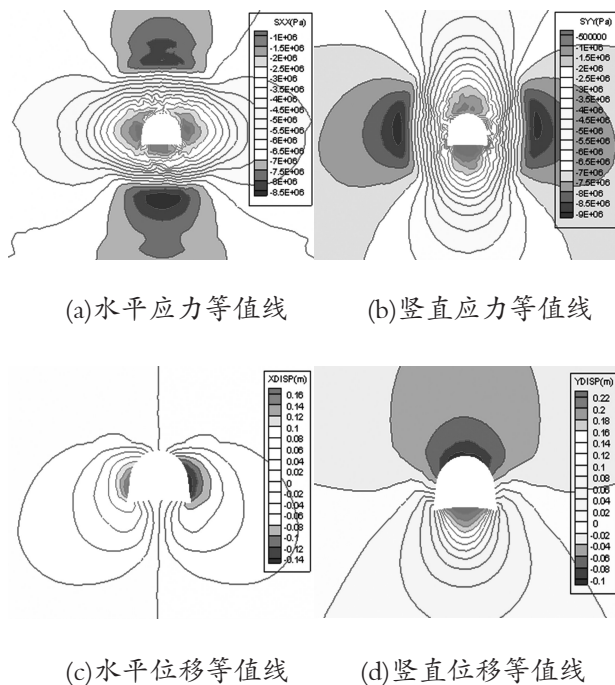 SXX(Pa)
-1E+06
-1.5E+06
-2E+06
-2.5E+06
-3E+06
-3.5E+06
-4E+06
-4.5E+06
-5E+06
-5.5E+06
-6E+06
-6.5E+06
-7E+06
-7.5E+06
-8E+06
-8.5E+06
SYY(Pa)
-500000
-1E+06
-1.5E+06
-2E+06
-2.5E+06
-3E+06
-3.5E+06
-4E+06
-4.5E+06
-5E+06
-5.5E+06
-6E+06
-6.5E+06
-7E+06
-7.5E+06
-8E+06
-8.5E+06
-9E+06
(a)水平应力等值线
(b)竖直应力等值线
XDISP(m)
0.16
0.14
0.12
0.1
0.08
0.06
0.04
0.02
0
-0.02
-0.04
-0.06
-0.08
-0.1
-0.12
-0.14
YDISP(m)
0.22
0.2
0.18
0.16
0.14
0.12
0.1
0.08
0.06
0.04
0.02
0
-0.02
-0.04
-0.06
-0.08
-0.1
(c)水平位移等值线
(d)竖直位移等值线